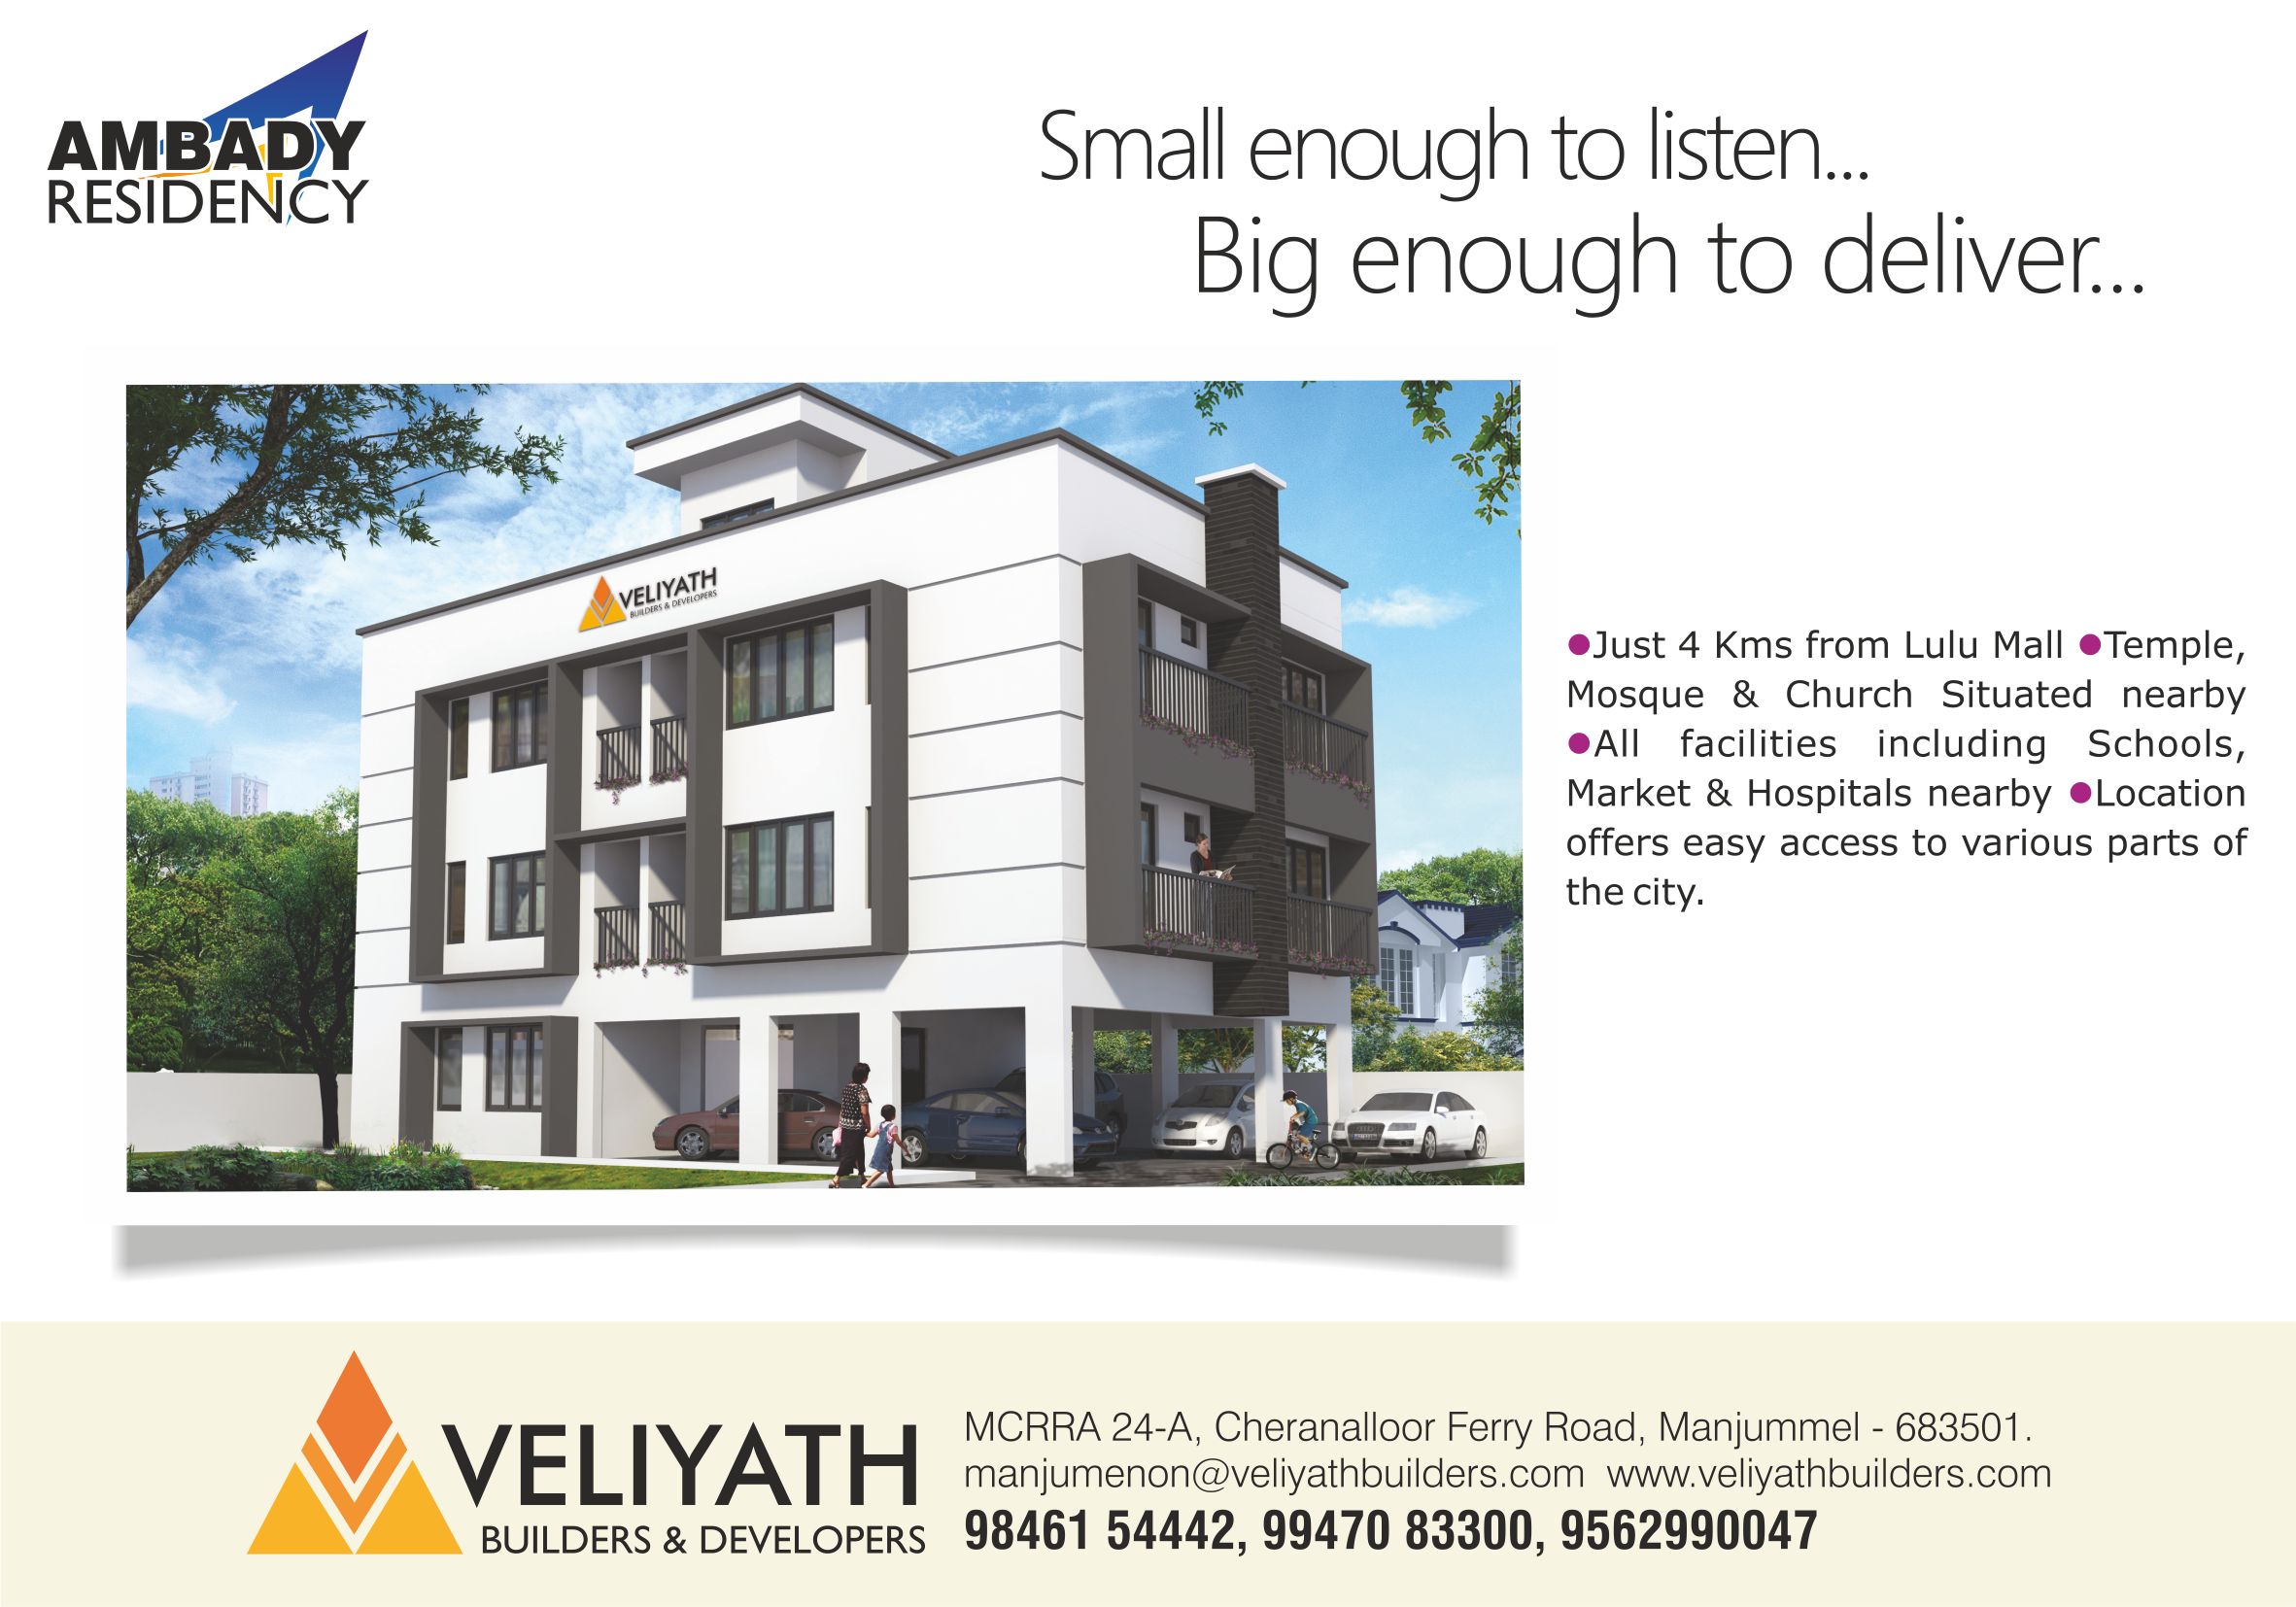 AMBADY
RESIDENCY
Small enough to listen...
Big enough to deliver...
VELIYATH
BUILDERS & DEVELOPERS
●Just 4 Kms from Lulu Mall ●Temple,
Mosque & Church Situated nearby
●All facilities including Schools,
Market & Hospitals nearby ●Location
offers easy access to various parts of
the city.
VELIYATH
BUILDERS & DEVELOPERS
MCRRA 24-A, Cheranalloor Ferry Road, Manjummel - 683501.
manjumenon@veliyathbuilders.com www.veliyathbuilders.com
98461 54442, 99470 83300, 9562990047